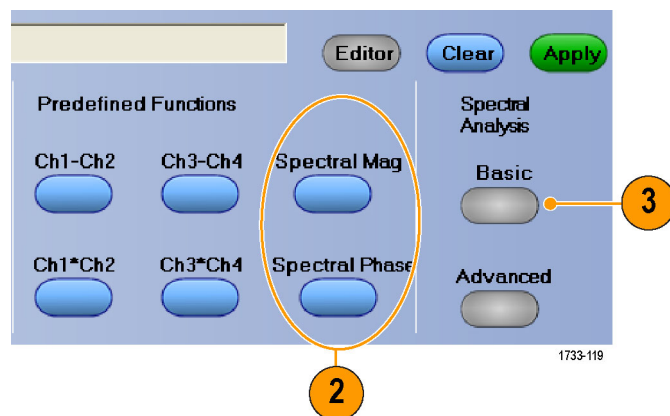 Editor Clear Apply
Predefined Functions
Spectral
Analysis
Ch1-Ch2 Ch3-Ch4 Spectral Mag
Basic
3
Ch1*Ch2 Ch3*Ch4 Spectral Phase
Advanced
1733-119
2